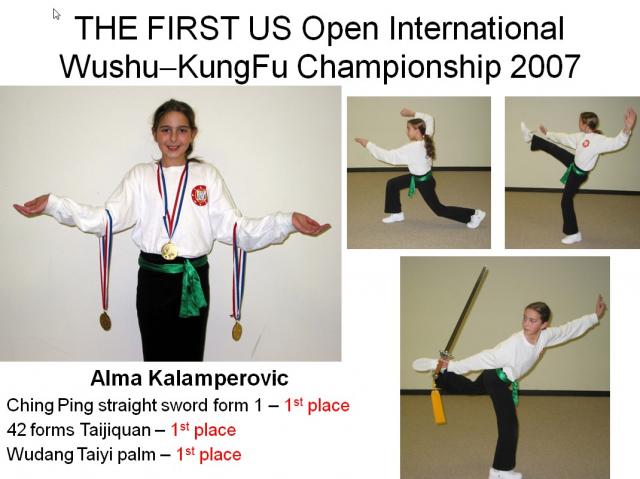 THE FIRST US Open International
Wushu–KungFu Championship 2007
Alma Kalamperovic
Ching Ping straight sword form 1 – 1st place
42 forms Taijiquan – 1st place
Wudang Taiyi palm – 1st place